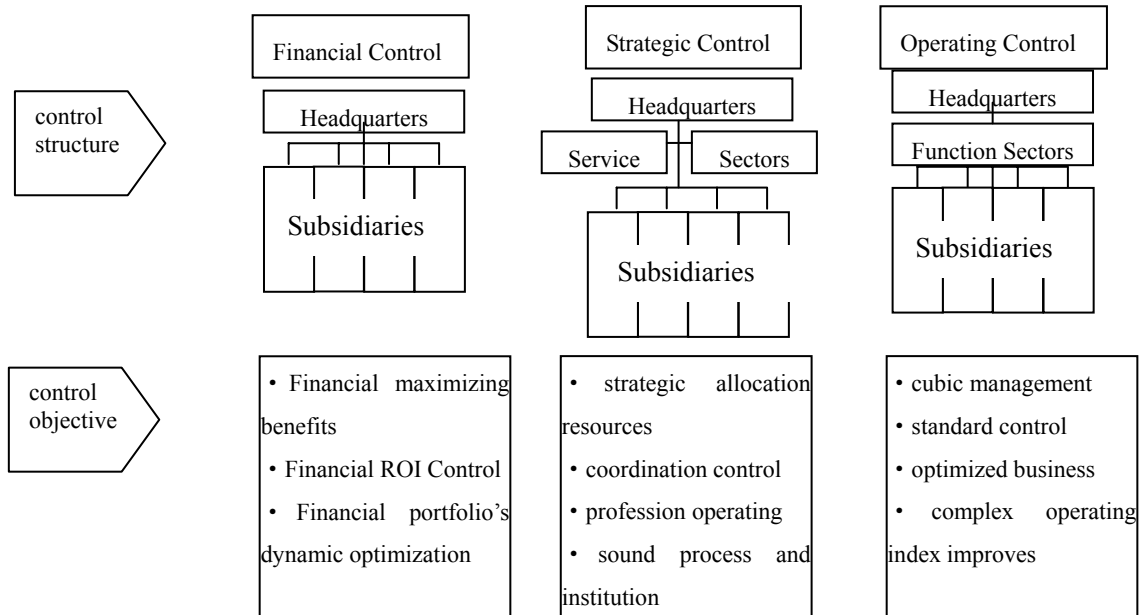 Financial Control
Strategic Control
Operating Control
control
structure
Headquarters
Subsidiaries
Headquarters
Service
Sectors
Subsidiaries
Headquarters
Function Sectors
Subsidiaries
control
objective
・Financial maximizing
benefits
・Financial ROI Control
・Financial portfolio’s
dynamic optimization
・strategic allocation
resources
・coordination control
・profession operating
・sound process and
institution
・cubic management
・standard control
・optimized business
・complex operating
index improves